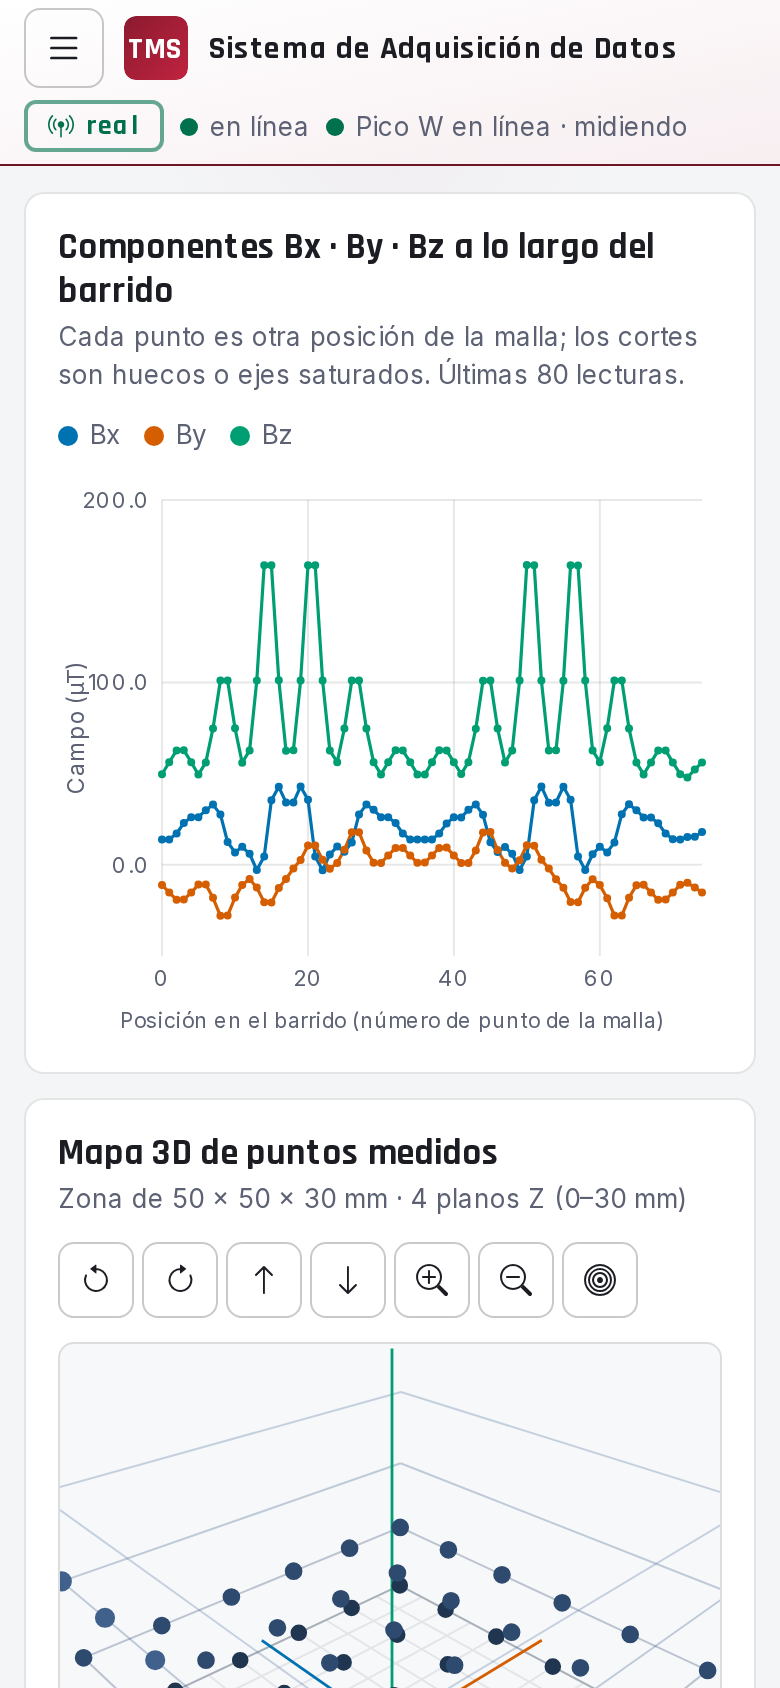 TMS Sistema de Adquisición de Datos
real en línea Pico W en línea · midiendo
Componentes Bx · By · Bz a lo largo del
barrido
Cada punto es otra posición de la malla; los cortes
son huecos o ejes saturados. Últimas 80 lecturas.
Bx By Bz
200.0
100.0
0.0
Campo (µT)
0 20 40 60
Posición en el barrido (número de punto de la malla)
Mapa 3D de puntos medidos
Zona de 50 × 50 × 30 mm · 4 planos Z (0–30 mm)